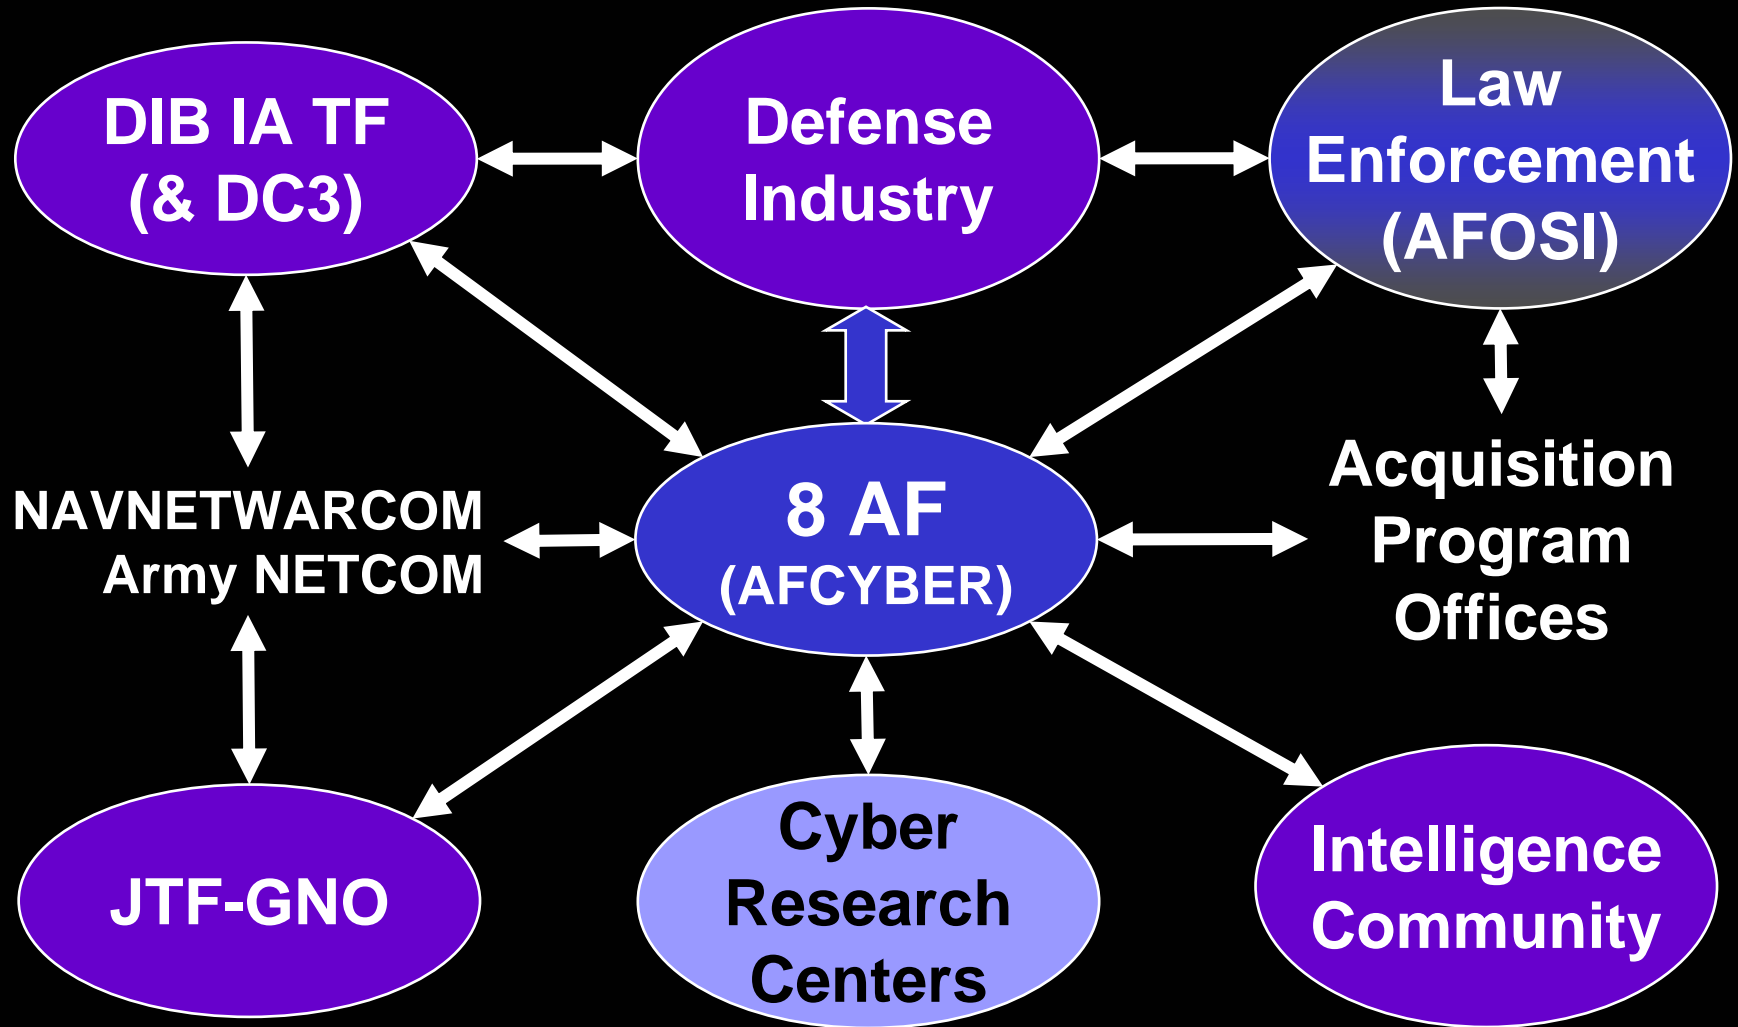 DIB IA TF
(& DC3)
Defense
Industry
Law
Enforcement
(AFOSI)
NAVNETWARCOM
Army NETCOM
8 AF
(AFCYBER)
Acquisition
Program
Offices
JTF-GNO
Cyber
Research
Centers
Intelligence
Community